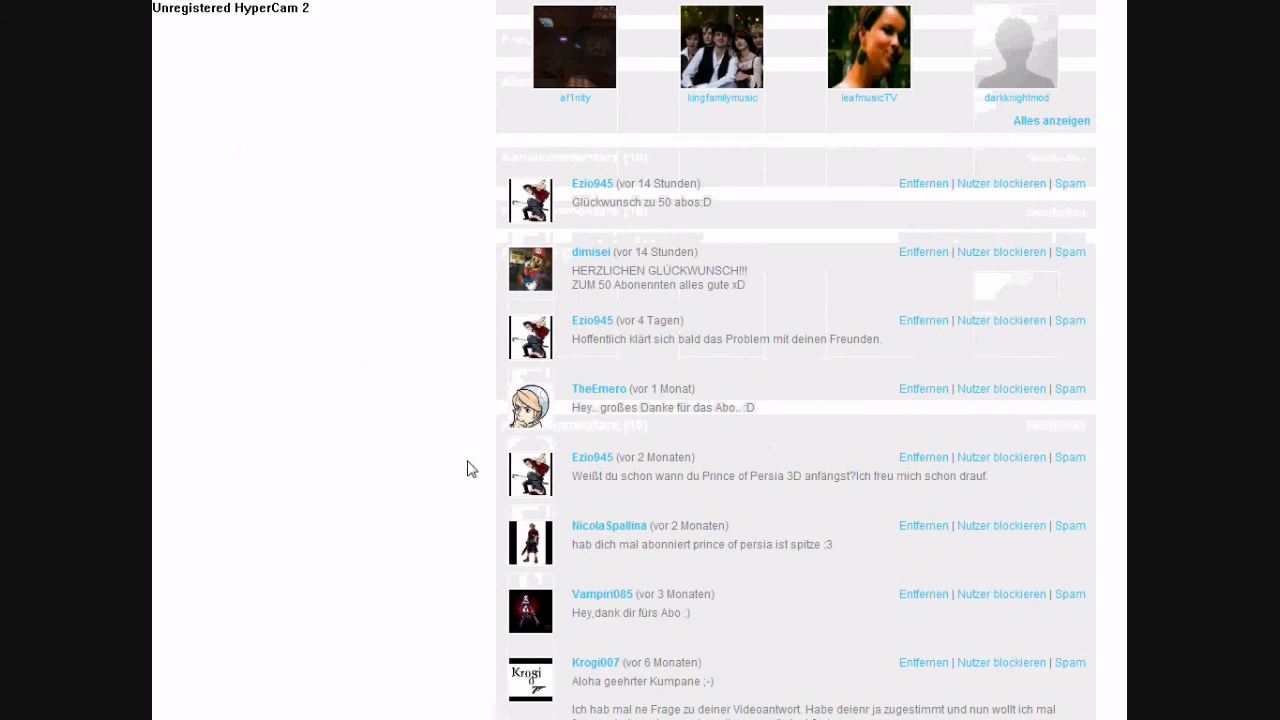 Unregistered HyperCam 2
af1nity
kingfamilymusic
leafmusicTV
darkknightmod
Alles anzeigen
Ezio945 (vor 14 Stunden)
Entfernen | Nutzer blockieren | Spam
Glückwunsch zu 50 abos:D
dimisei (vor 14 Stunden)
Entfernen | Nutzer blockieren | Spam
HERZLICHEN GLÜCKWUNSCH!!!
ZUM 50 Abonennten alles gute xD
Ezio945 (vor 4 Tagen)
Entfernen | Nutzer blockieren | Spam
Hoffentlich klärt sich bald das Problem mit deinen Freunden.
TheEmero (vor 1 Monat)
Entfernen | Nutzer blockieren | Spam
Hey.. großes Danke für das Abo.. :D
Ezio945 (vor 2 Monaten)
Entfernen | Nutzer blockieren | Spam
Weißt du schon wann du Prince of Persia 3D anfängst?Ich freu mich schon drauf.
NicolaSpallina (vor 2 Monaten)
Entfernen | Nutzer blockieren | Spam
hab dich mal abonniert prince of persia ist spitze :3
Vampiri085 (vor 3 Monaten)
Entfernen | Nutzer blockieren | Spam
Hey,dank dir fürs Abo :)
Krogi007 (vor 6 Monaten)
Entfernen | Nutzer blockieren | Spam
Aloha geehrter Kumpane ;-)
Ich hab mal ne Frage zu deiner Videoantwort. Habe deienr ja zugestimmt und nun wollt ich mal